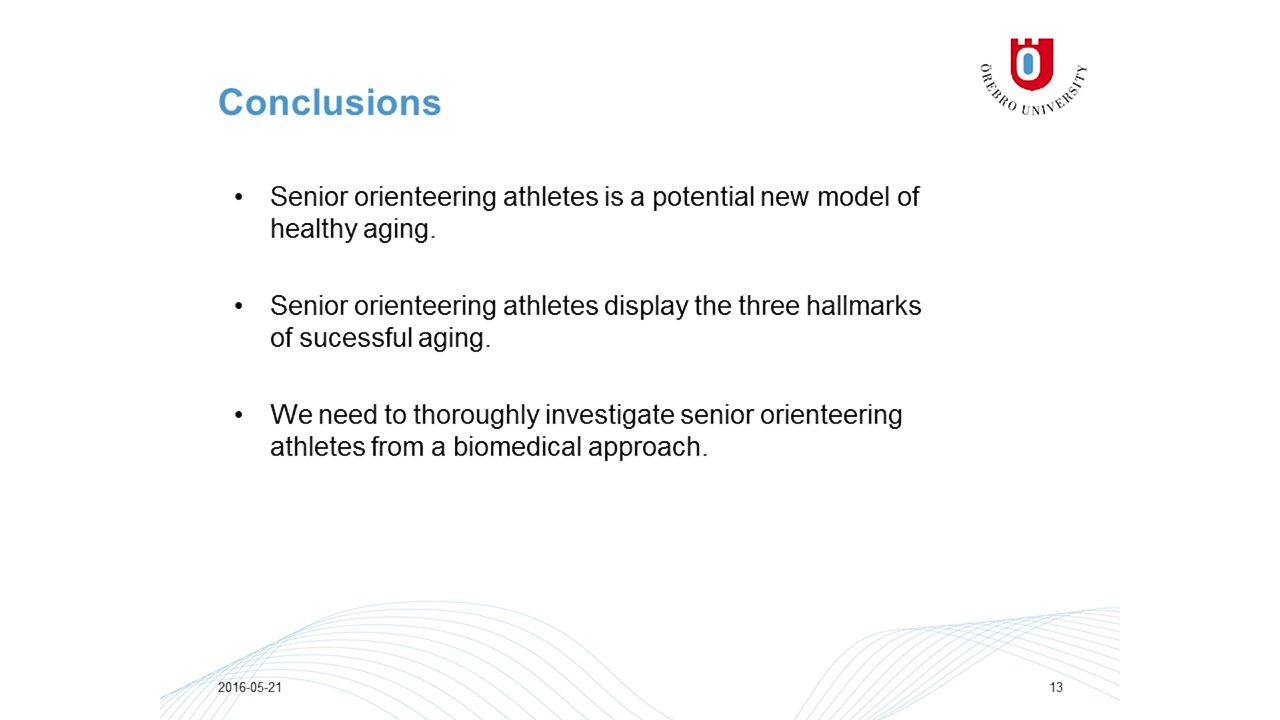 ÖREBRO UNIVERSITY
Conclusions
• Senior orienteering athletes is a potential new model of
healthy aging.
• Senior orienteering athletes display the three hallmarks
of sucessful aging.
• We need to thoroughly investigate senior orienteering
athletes from a biomedical approach.
2016-05-21
13